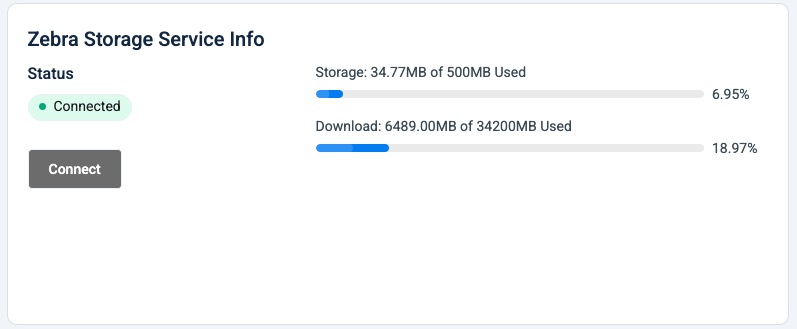 Zebra Storage Service Info
Status
Connected
Connect
Storage: 34.77MB of 500MB Used
6.95%
Download: 6489.00MB of 34200MB Used
18.97%